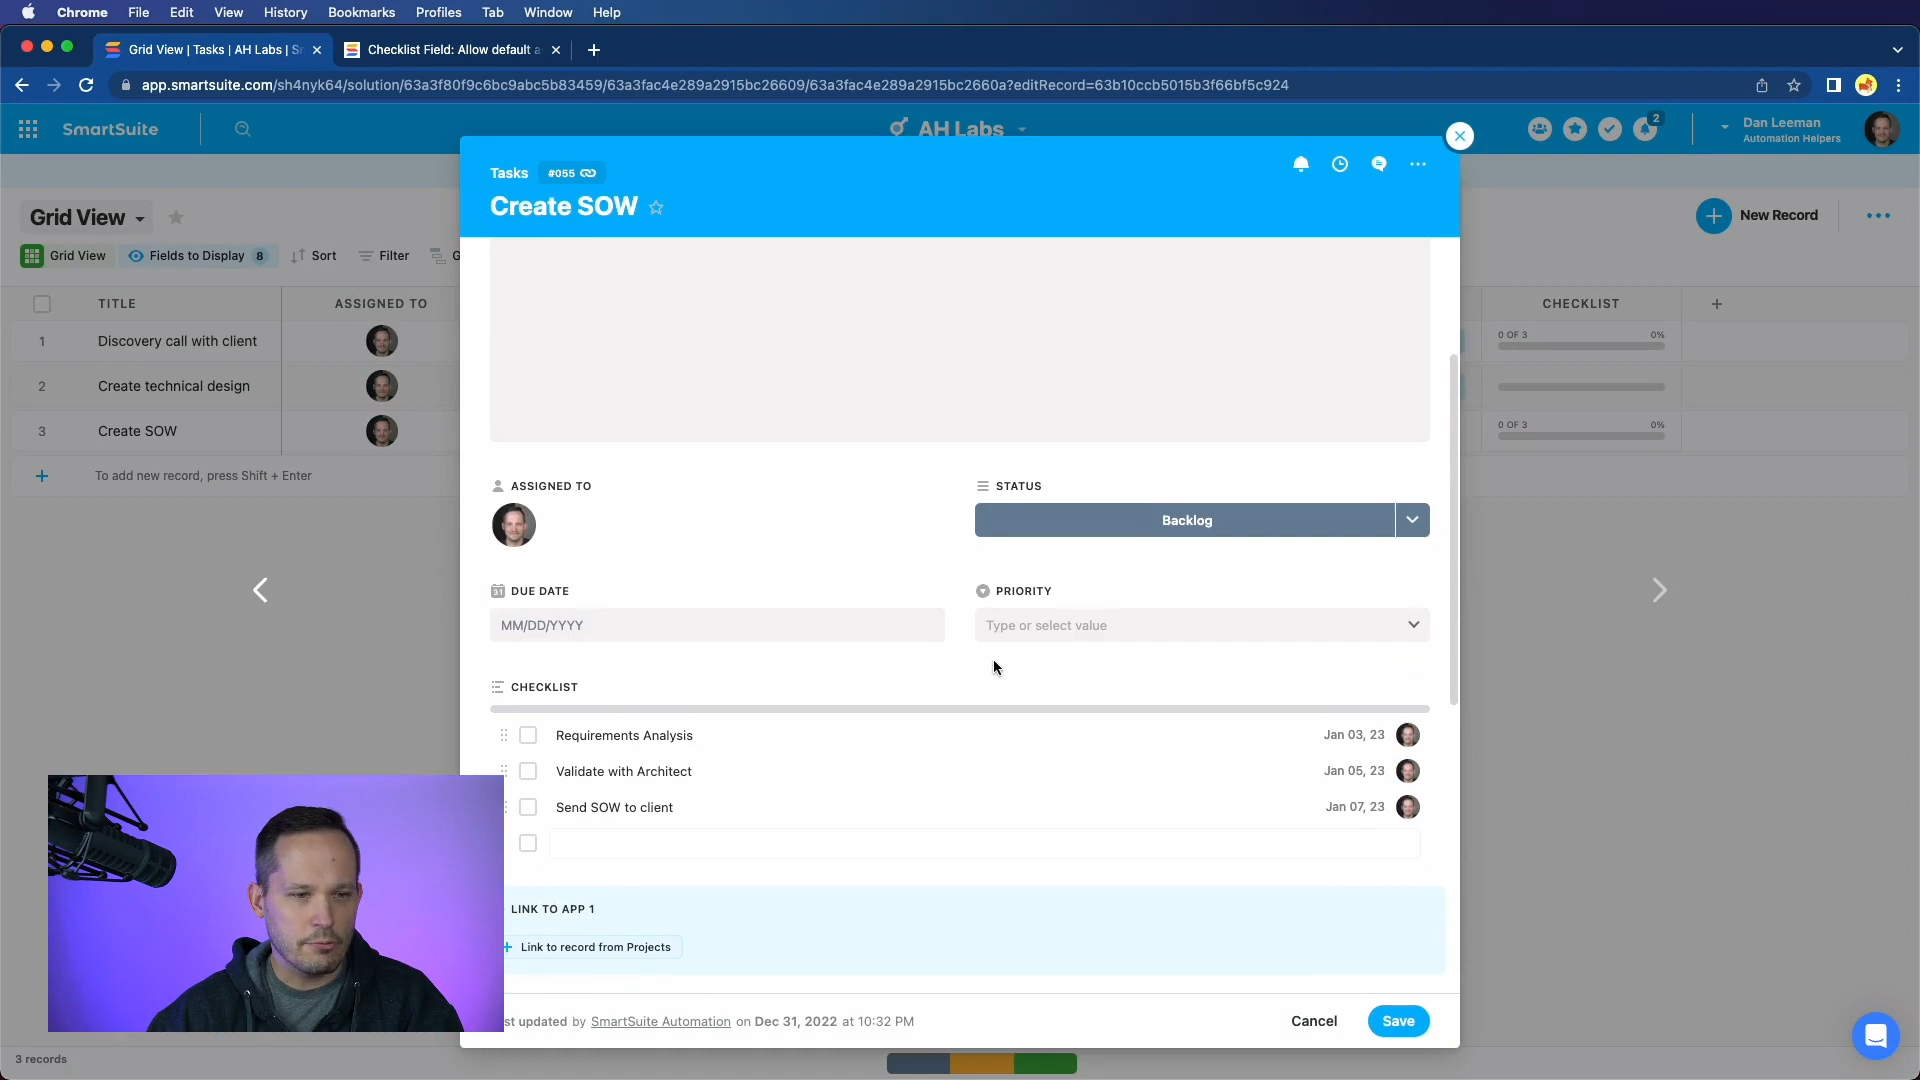 Chrome File Edit View History Bookmarks Profiles Tab Window Help
Grid View | Tasks | AH Labs | S
Checklist Field: Allow default a
app.smartsuite.com/sh4nyk64/solution/63a3f80f9c6bc9abc5b83459/63a3fac4e289a2915bc26609/63a3fac4e289a2915bc2660a?editRecord=63b10ccb5015b3f66bf5c924
SmartSuite
AH Labs
2
Dan Leeman
Automation Helpers
Tasks #055
Create SOW
Grid View
New Record
Grid View Fields to Display 8 Sort Filter G
TITLE ASSIGNED TO CHECKLIST
1 Discovery call with client 0 OF 3 0%
2 Create technical design
3 Create SOW 0 OF 3 0%
To add new record, press Shift + Enter
ASSIGNED TO
STATUS
Backlog
31 DUE DATE
PRIORITY
MM/DD/YYYY
Type or select value
CHECKLIST
Requirements Analysis Jan 03, 23
Validate with Architect Jan 05, 23
Send SOW to client Jan 07, 23
LINK TO APP 1
+ Link to record from Projects
st updated by SmartSuite Automation on Dec 31, 2022 at 10:32 PM
Cancel
Save
3 records